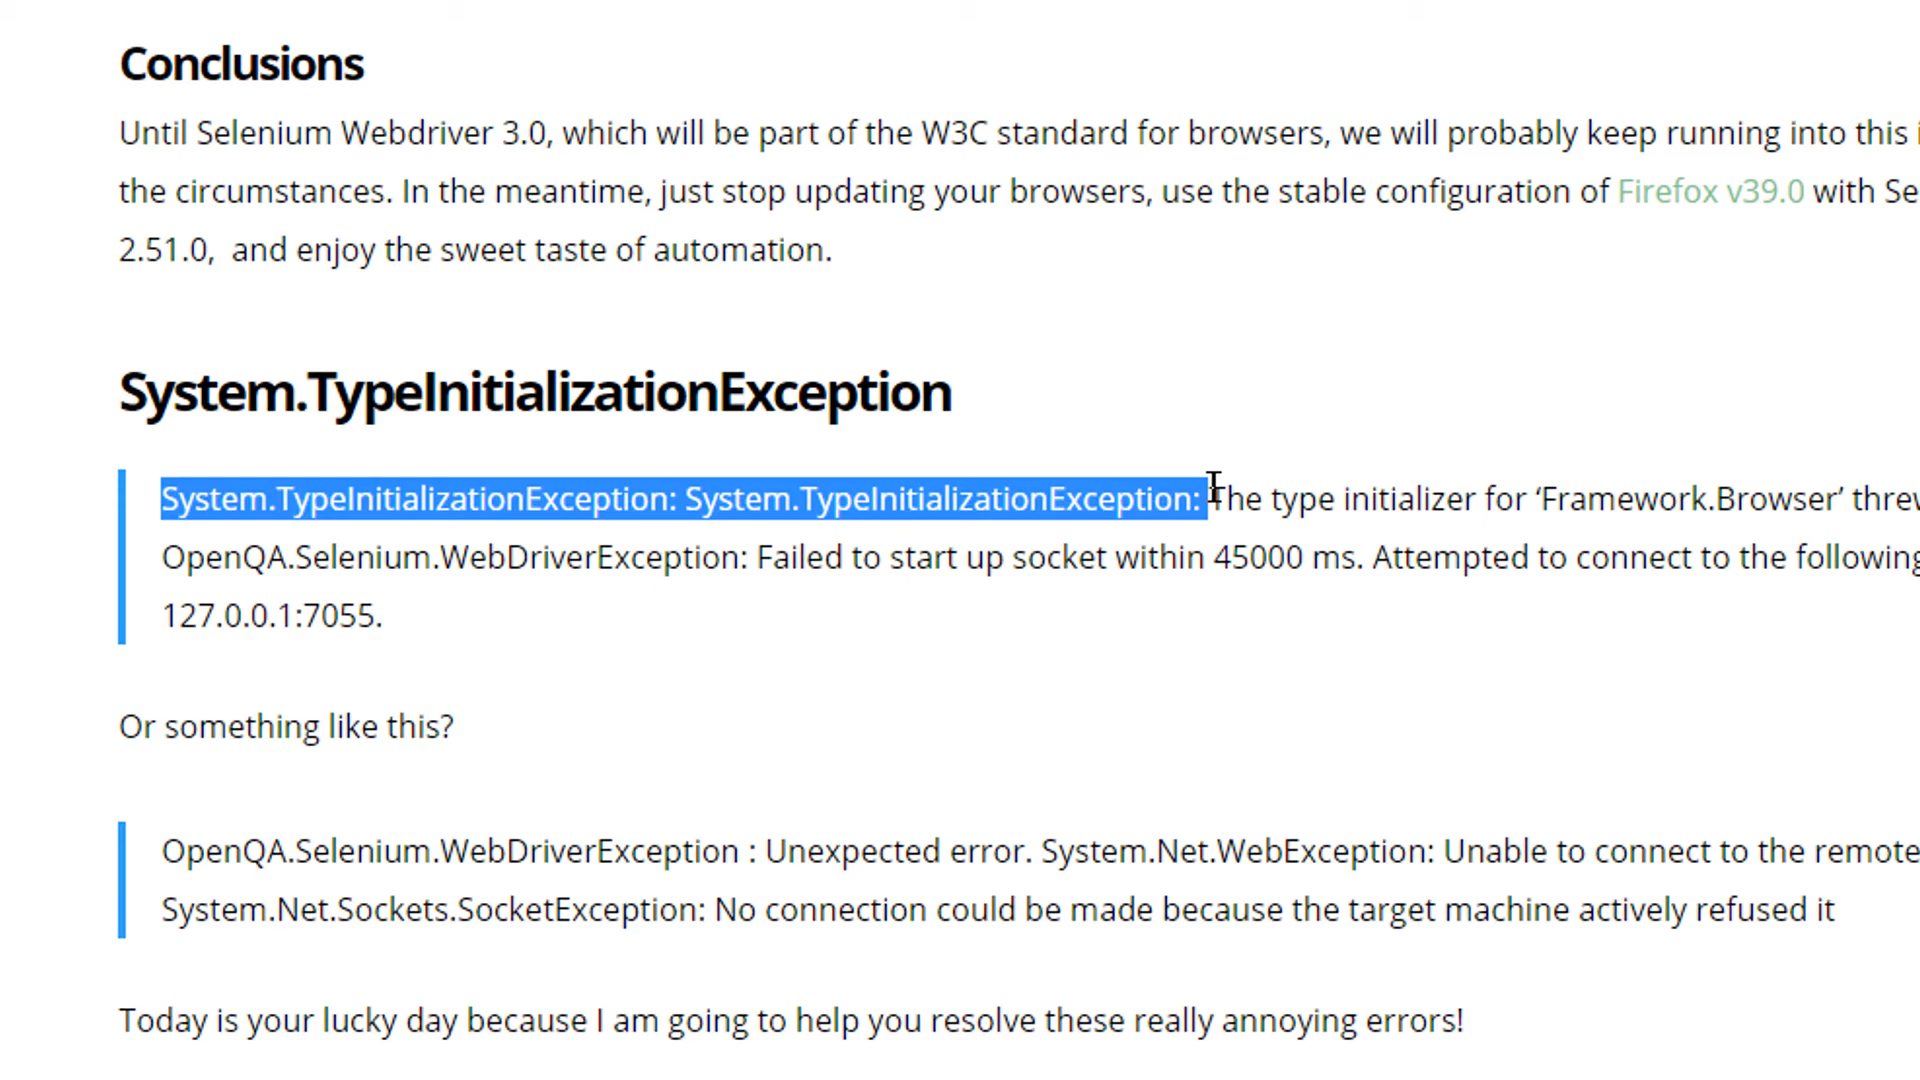 Conclusions
Until Selenium Webdriver 3.0, which will be part of the W3C standard for browsers, we will probably keep running into this
the circumstances. In the meantime, just stop updating your browsers, use the stable configuration of Firefox v39.0 with Se
2.51.0,  and enjoy the sweet taste of automation.
System.TypeInitializationException
System.TypeInitializationException: System.TypeInitializationException: The type initializer for ‘Framework.Browser’ threw
OpenQA.Selenium.WebDriverException: Failed to start up socket within 45000 ms. Attempted to connect to the following
127.0.0.1:7055.
Or something like this?
OpenQA.Selenium.WebDriverException : Unexpected error. System.Net.WebException: Unable to connect to the remote
System.Net.Sockets.SocketException: No connection could be made because the target machine actively refused it
Today is your lucky day because I am going to help you resolve these really annoying errors!